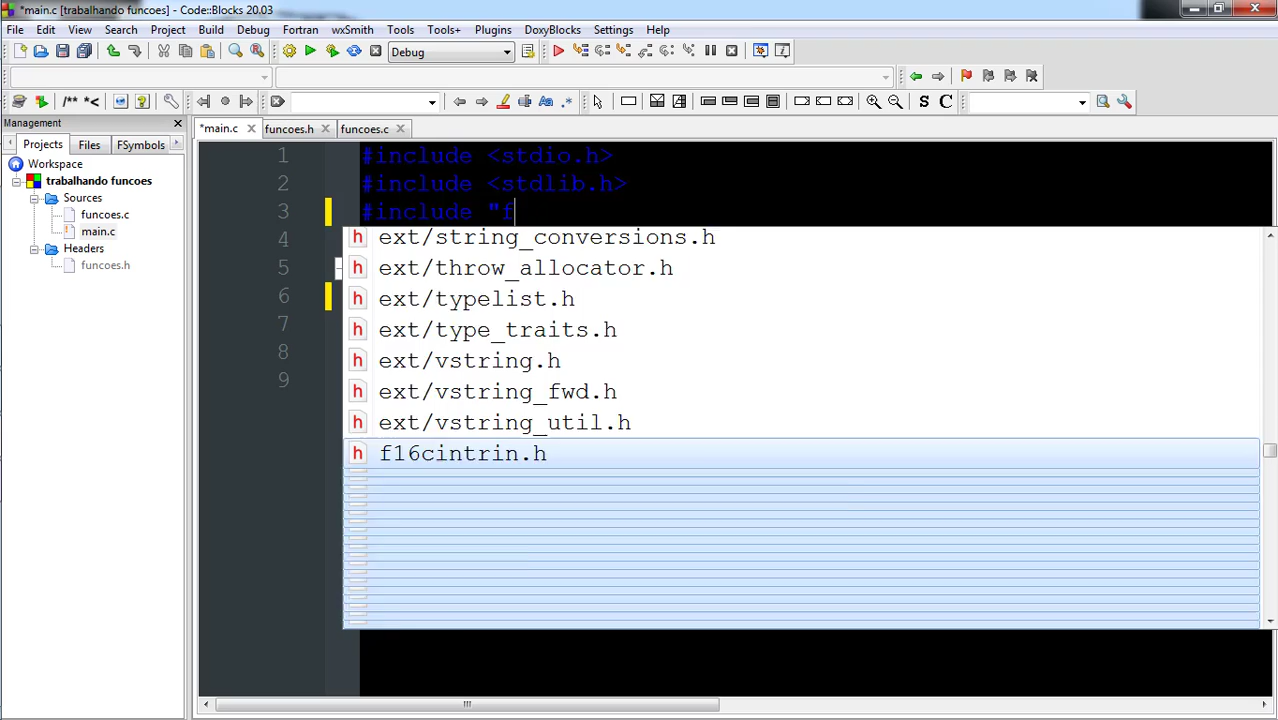 *main.c [trabalhando funcoes] - Code::Blocks 20.03
File Edit View Search Project Build Debug Fortran wxSmith Tools Tools+ Plugins DoxyBlocks Settings Help
Debug
/** *<
S C
Management
Projects Files FSymbols
*main.c funcoes.h funcoes.c
Workspace
trabalhando funcoes
Sources
funcoes.c
main.c
Headers
funcoes.h
1 #include <stdio.h>
2 #include <stdlib.h>
3 #include "f
4
5
6
7
8
9
ext/string_conversions.h
ext/throw_allocator.h
ext/typelist.h
ext/type_traits.h
ext/vstring.h
ext/vstring_fwd.h
ext/vstring_util.h
f16cintrin.h